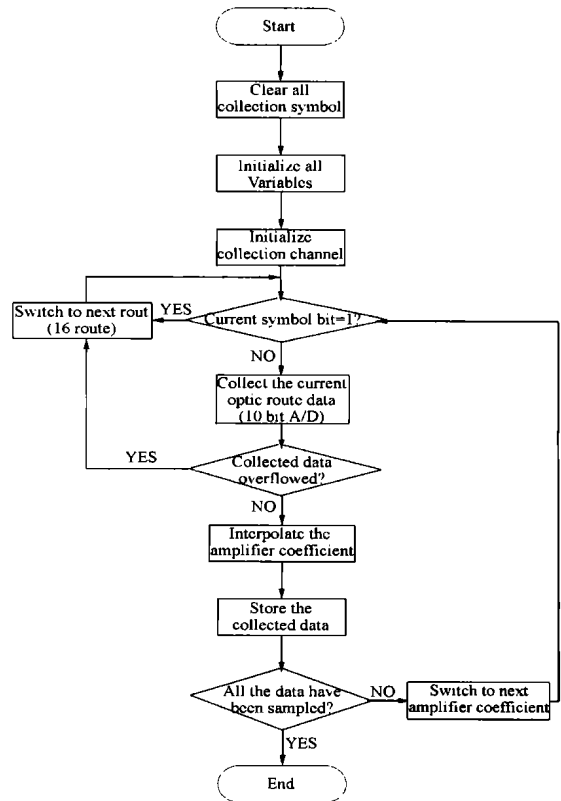 Start
Clear all
collection symbol
Initialize all
Variables
Initialize
collection channel
Switch to next rout
(16 route)
YES
Current symbol bit=1?
NO
Collect the current
optic route data
(10 bit A/D)
YES
Collected data
overflowed?
NO
Interpolate the
amplifier coefficient
Store the
collected data
All the data have
been sampled?
NO
Switch to next
amplifier coefficient
YES
End